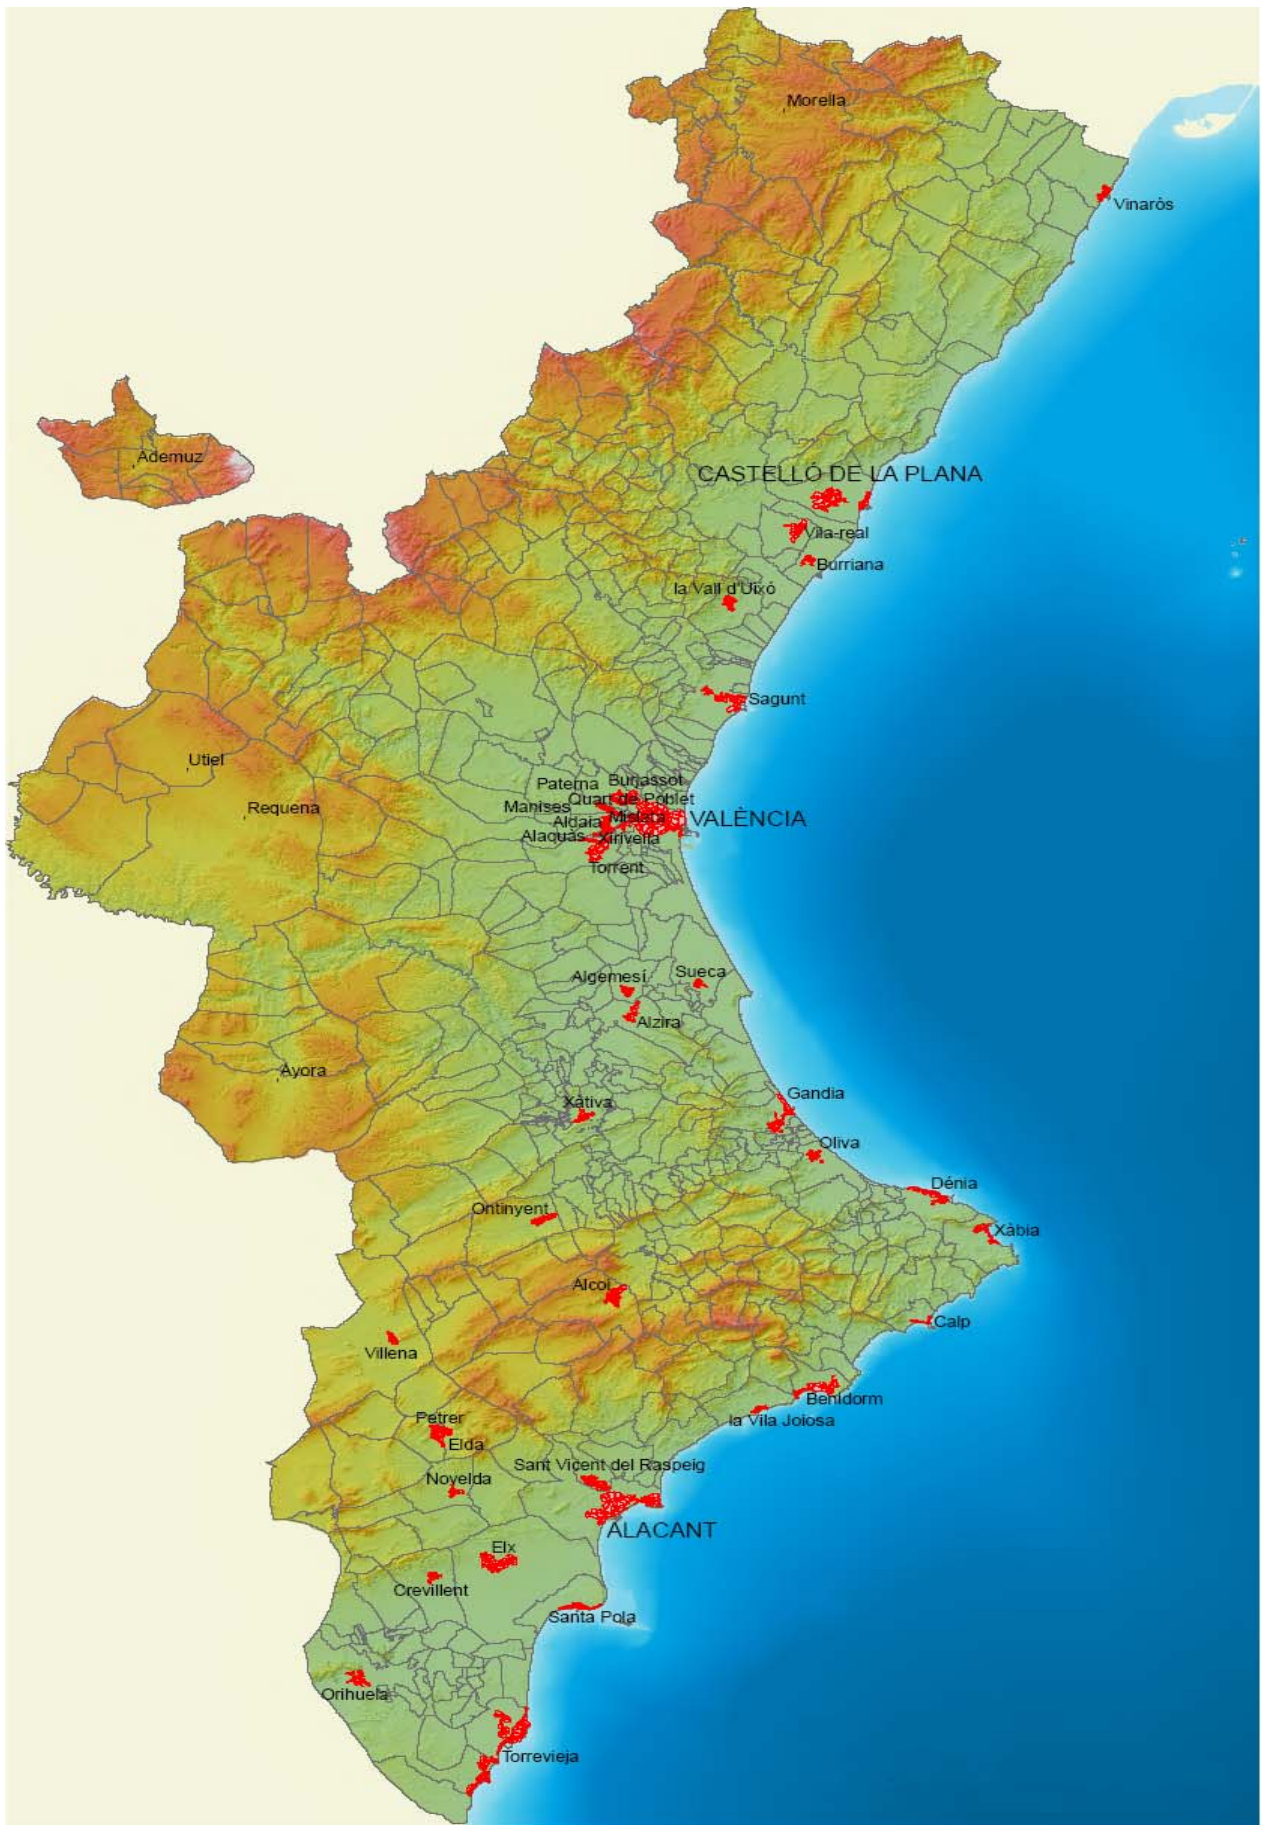 Morella
Vinaròs
Ademuz
CASTELLÓ DE LA PLANA
Vila-real
Burriana
la Vall d'Uixó
Sagunt
Utiel
Requena
Paterna
Burjassot
Quart de Poblet
Manises
Mislata
Aldaia
VALÈNCIA
Alaquàs
Xirivella
Torrent
Algemesí
Sueca
Alzira
Ayora
Gandia
Xàtiva
Oliva
Dénia
Ontinyent
Xàbia
Alcoi
Calp
Villena
Benidorm
la Vila Joiosa
Petrer
Elda
Sant Vicent del Raspeig
Novelda
ALACANT
Elx
Crevillent
Santa Pola
Orihuela
Torrevieja